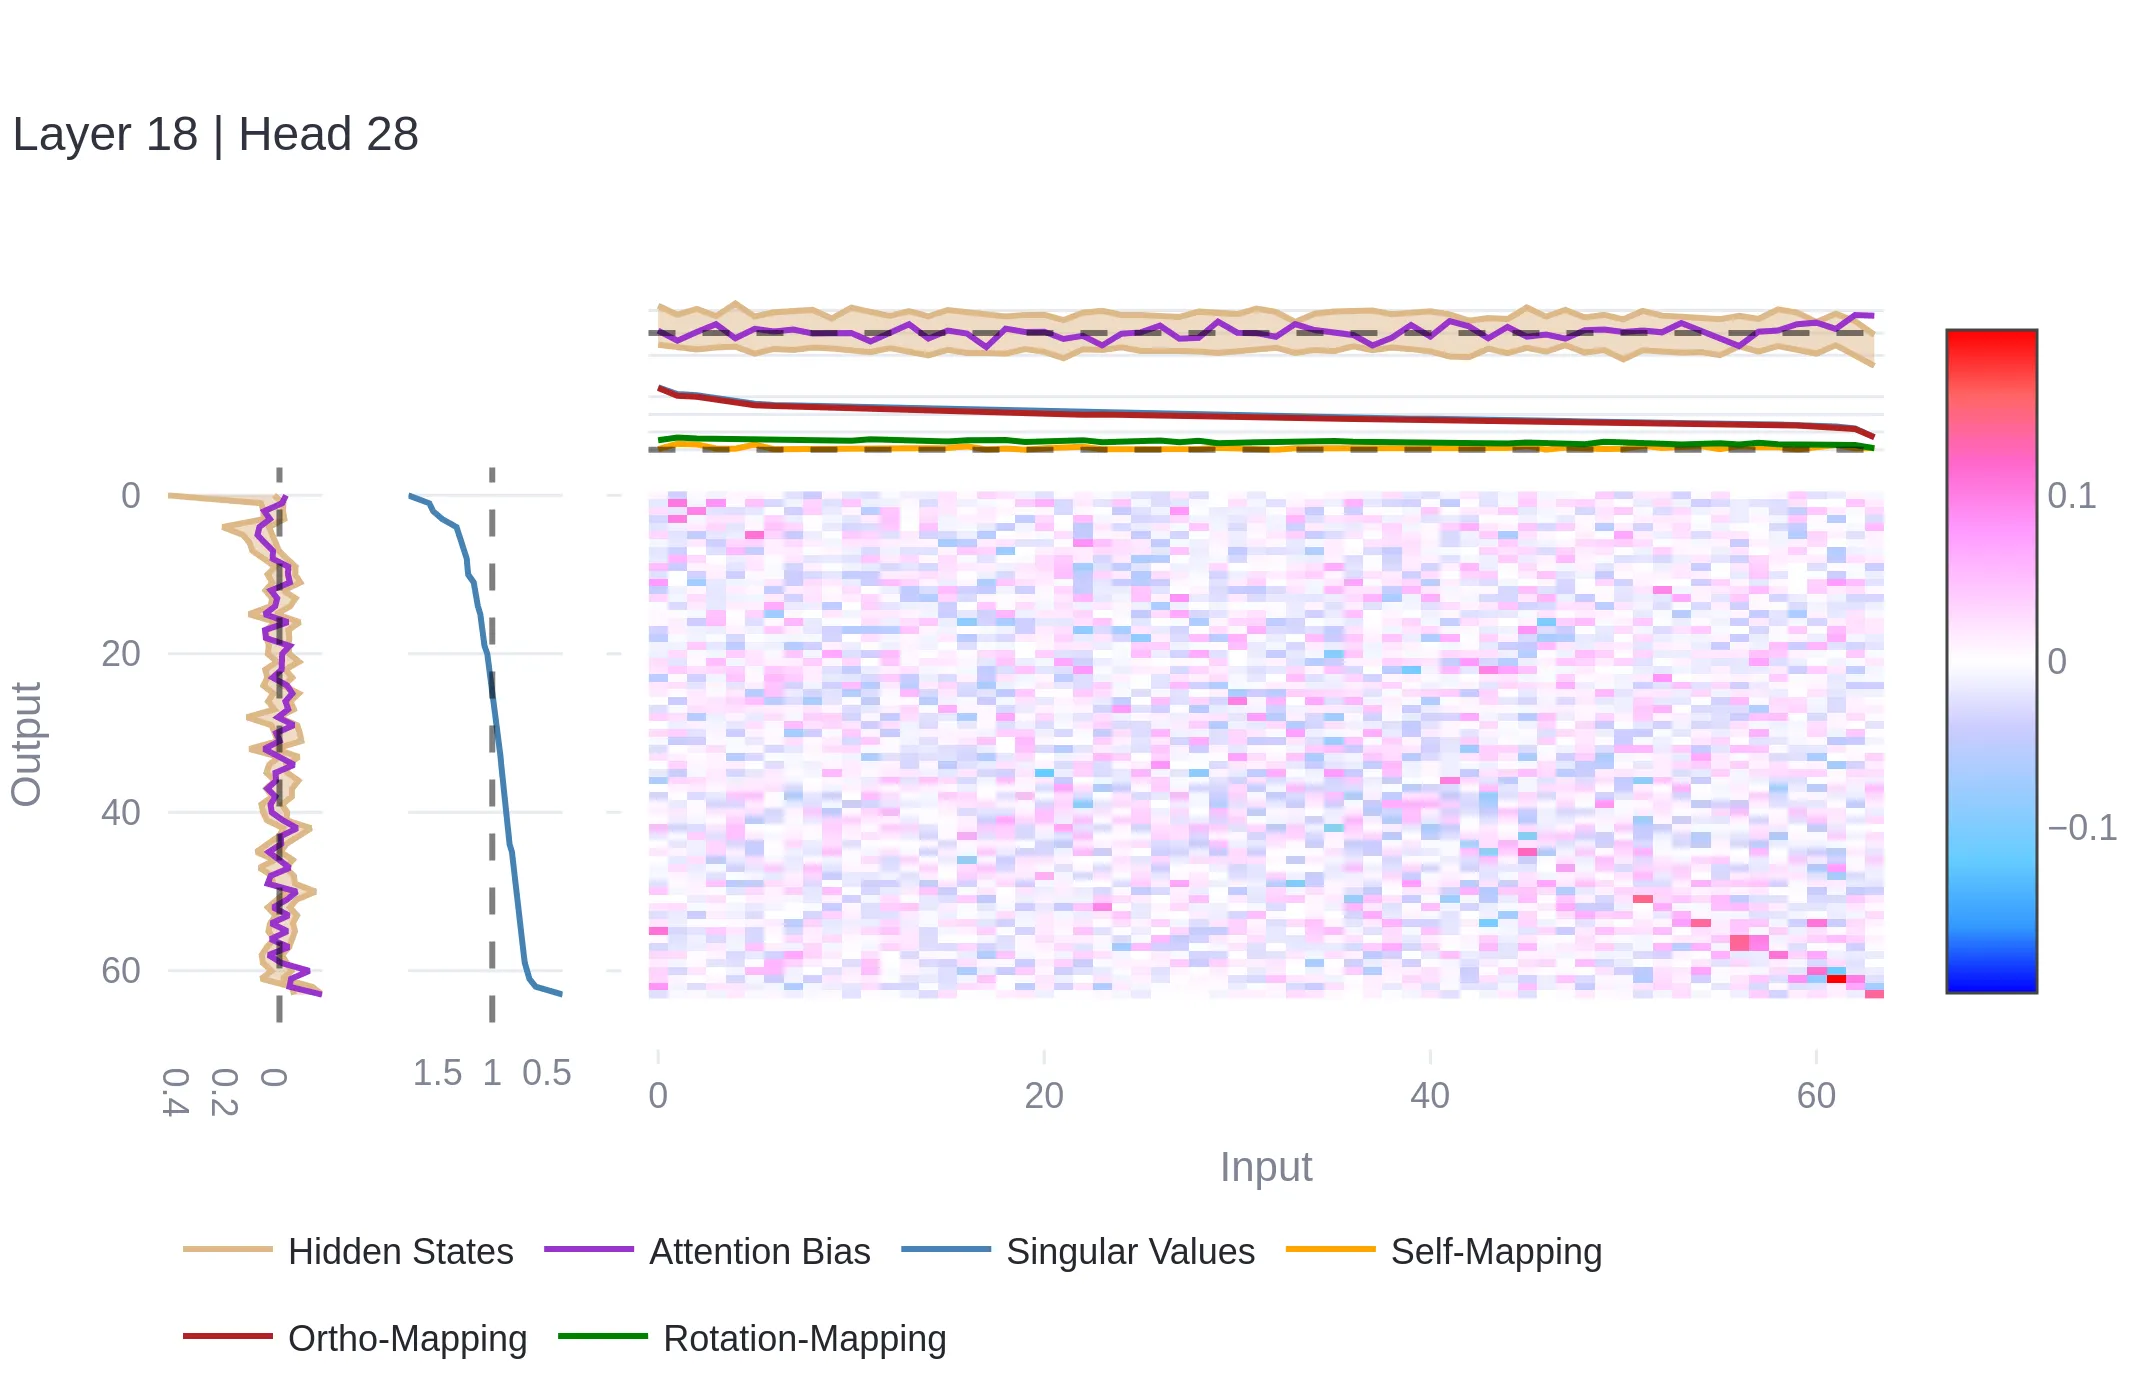 Layer 18 | Head 28
Output
0
20
40
60
0.4
0.2
0
1.5
1
0.5
0
20
40
60
Input
0.1
0
−0.1
Hidden States
Attention Bias
Singular Values
Self-Mapping
Ortho-Mapping
Rotation-Mapping